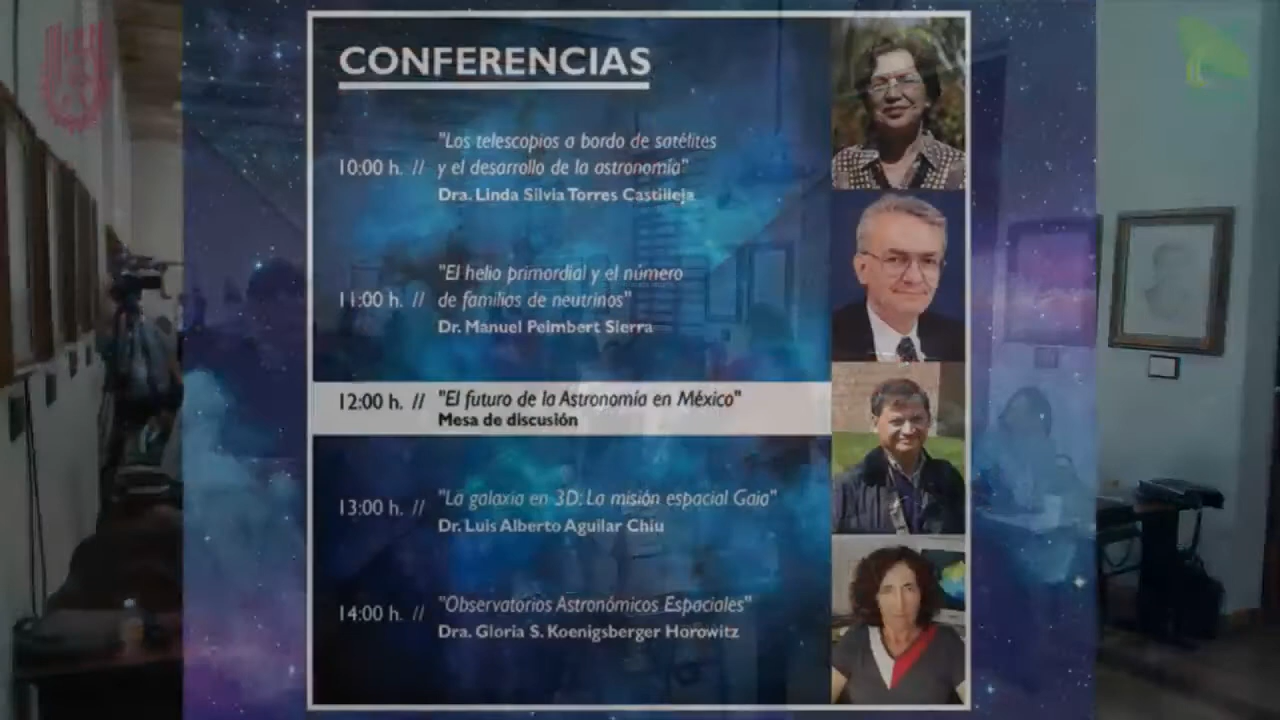 CONFERENCIAS
"Los telescopios a bordo de satélites
10:00 h. // y el desarrollo de la astronomía"
Dra. Linda Silvia Torres Castilleja
"El helio primordial y el número
11:00 h. // de familias de neutrinos"
Dr. Manuel Peimbert Sierra
12:00 h. // "El futuro de la Astronomía en México"
Mesa de discusión
13:00 h. // "La galaxia en 3D: La misión espacial Gaia"
Dr. Luis Alberto Aguilar Chiu
14:00 h. // "Observatorios Astronómicos Espaciales"
Dra. Gloria S. Koenigsberger Horowitz